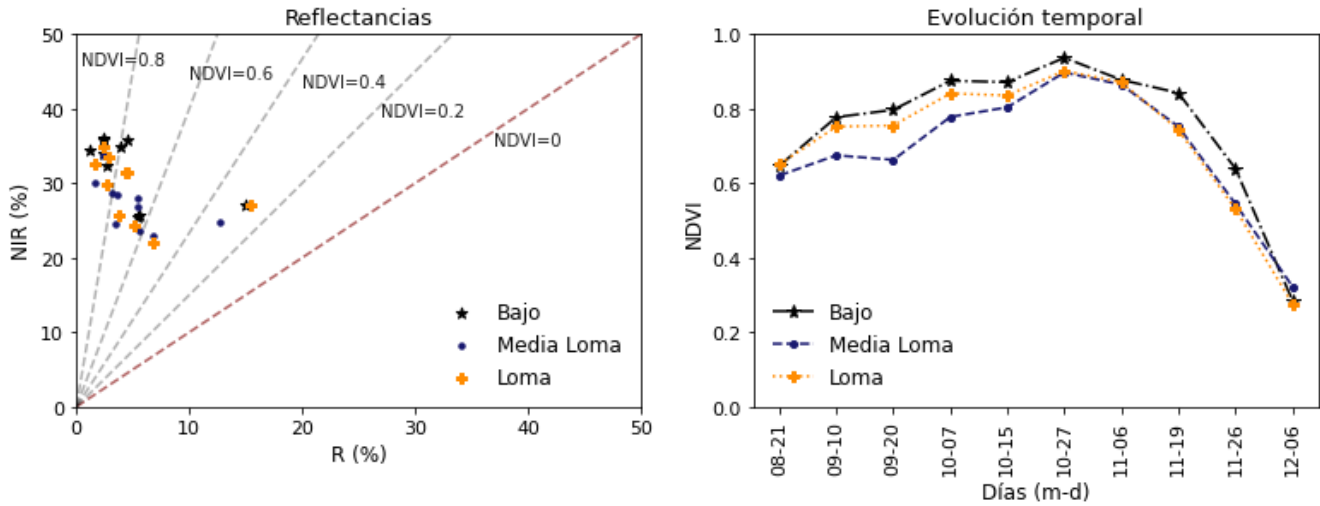 Reflectancias
50
40
30
20
10
0
NIR (%)
NDVI=0.8
NDVI=0.6
NDVI=0.4
NDVI=0.2
NDVI=0
Bajo
Media Loma
Loma
0 10 20 30 40 50
R (%)
Evolución temporal
1.0
0.8
0.6
0.4
0.2
0.0
NDVI
Bajo
Media Loma
Loma
08-21 09-10 09-20 10-07 10-15 10-27 11-06 11-19 11-26 12-06
Días (m-d)